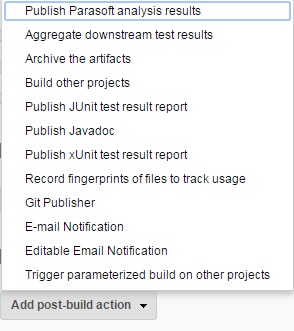 Publish Parasoft analysis results
Aggregate downstream test results
Archive the artifacts
Build other projects
Publish JUnit test result report
Publish Javadoc
Publish xUnit test result report
Record fingerprints of files to track usage
Git Publisher
E-mail Notification
Editable Email Notification
Trigger parameterized build on other projects
Add post-build action